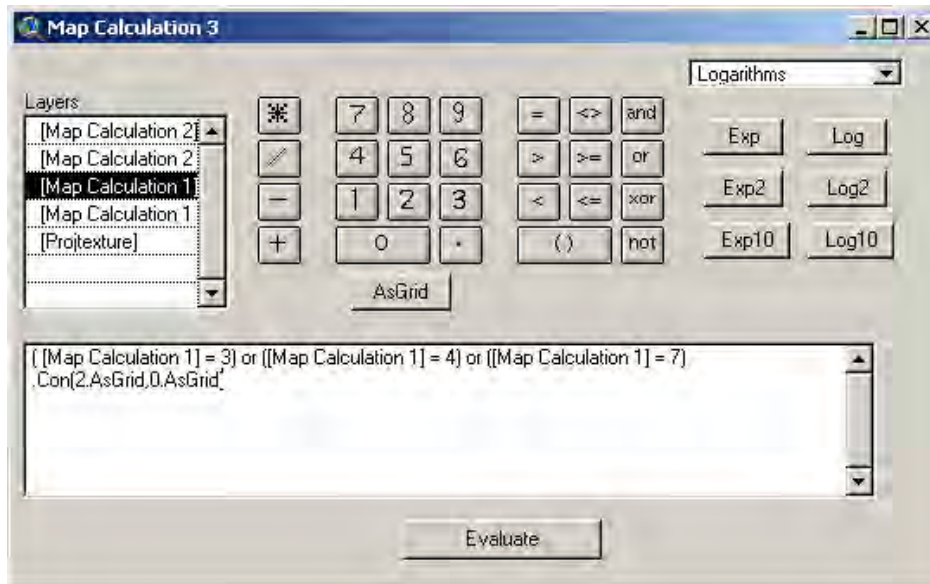 Map Calculation 3
Logarithms
Layers
[Map Calculation 2]
[Map Calculation 2
[Map Calculation 1]
[Map Calculation 1
[Projtexture]
* 7 8 9 = <> and
/ 4 5 6 > >= or
- 1 2 3 < <= xor
+ 0 . ( ) not
AsGrid
Exp Log
Exp2 Log2
Exp10 Log10
( [Map Calculation 1] = 3) or ([Map Calculation 1] = 4) or ([Map Calculation 1] = 7)
.Con(2.AsGrid,0.AsGrid)
Evaluate